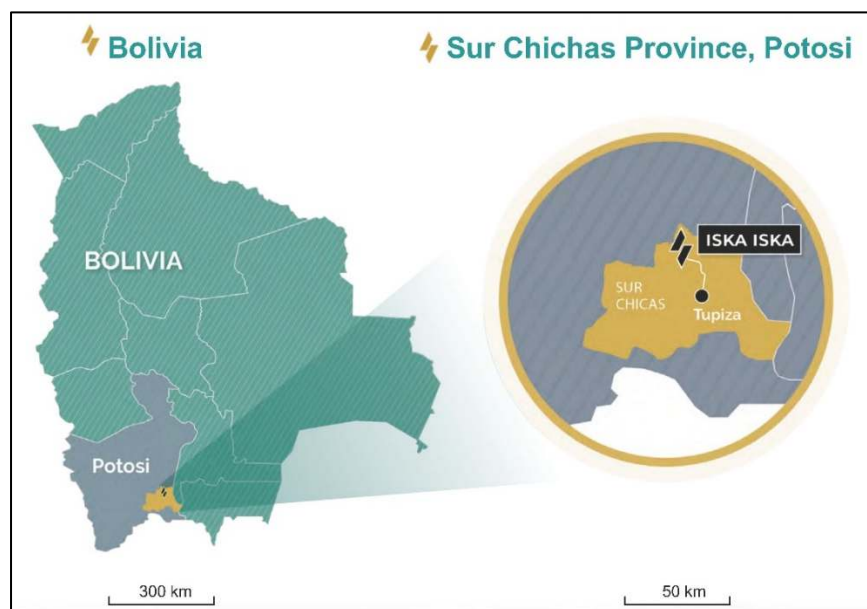 Bolivia
Sur Chichas Province, Potosi
BOLIVIA
Potosi
ISKA ISKA
SUR
CHICAS
Tupiza
300 km
50 km